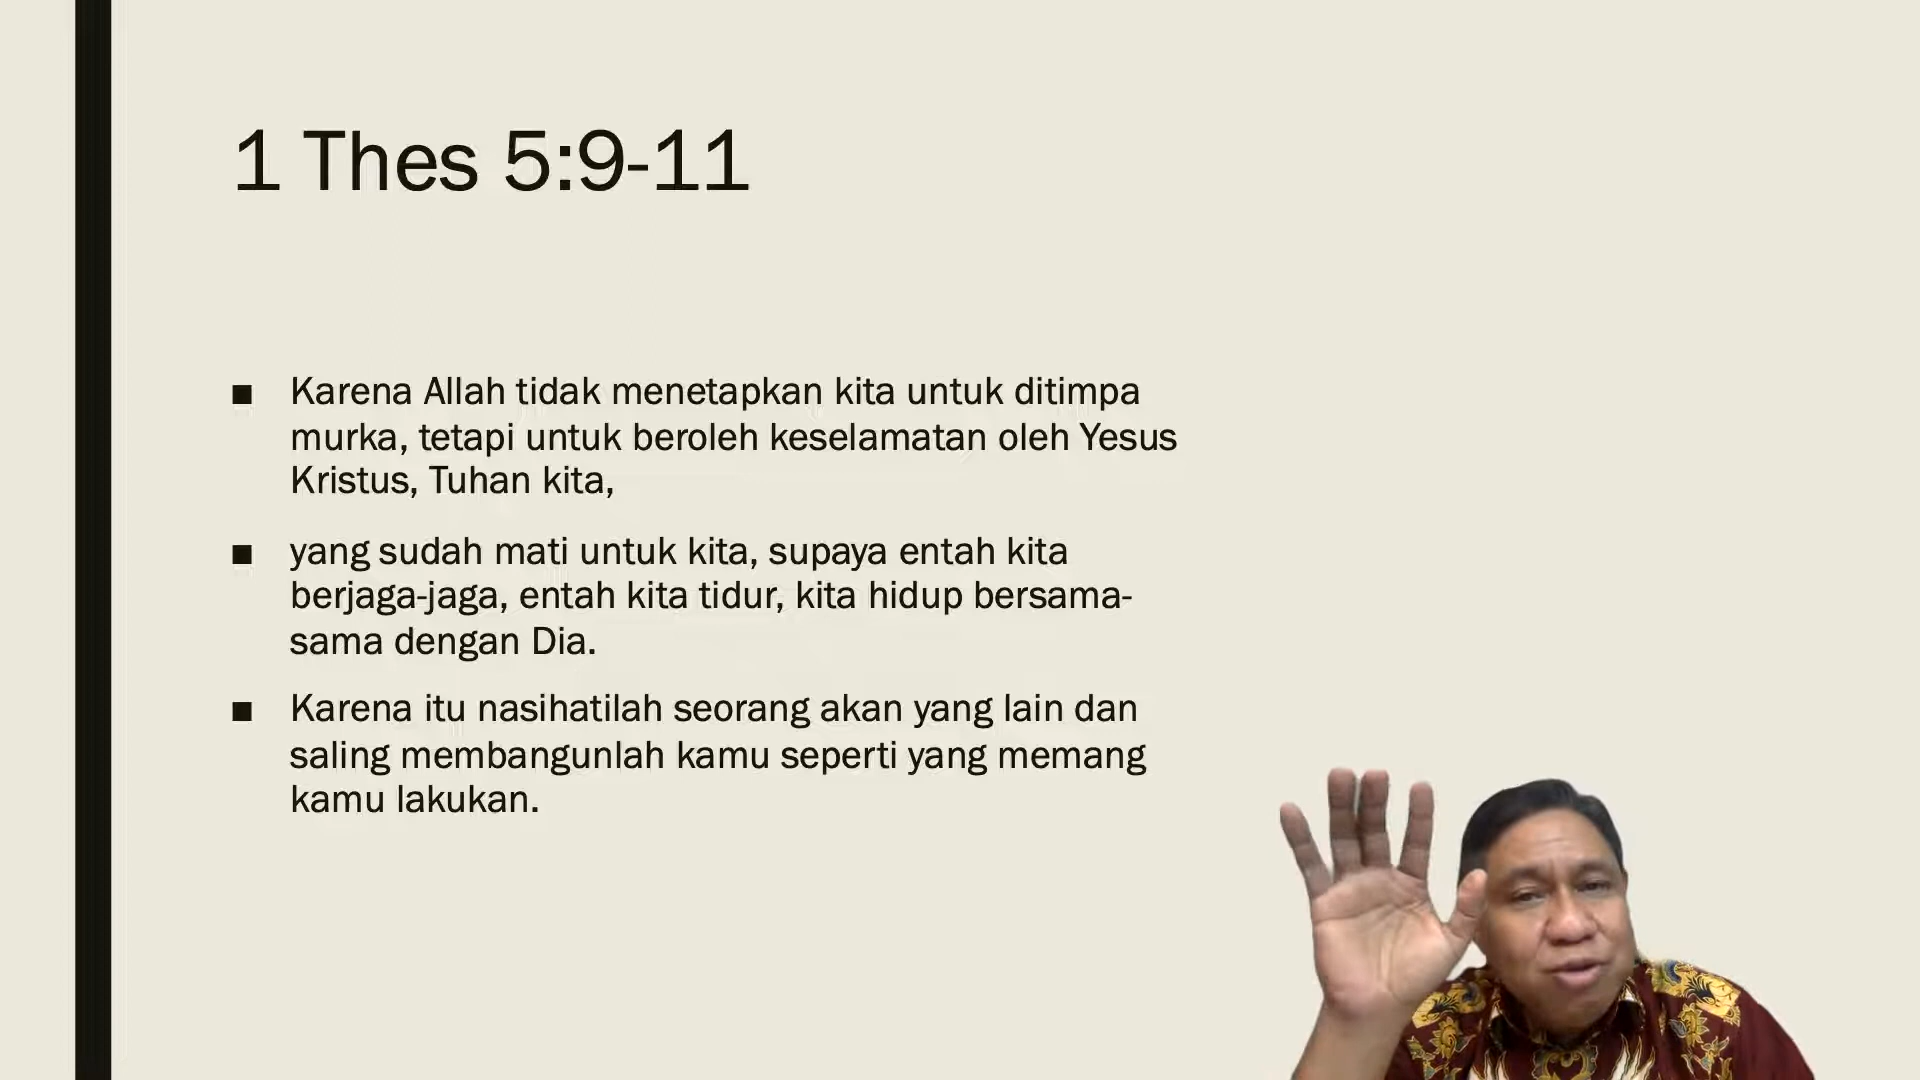 1 Thes 5:9-11
■ Karena Allah tidak menetapkan kita untuk ditimpa
murka, tetapi untuk beroleh keselamatan oleh Yesus
Kristus, Tuhan kita,
■ yang sudah mati untuk kita, supaya entah kita
berjaga-jaga, entah kita tidur, kita hidup bersama-
sama dengan Dia.
■ Karena itu nasihatilah seorang akan yang lain dan
saling membangunlah kamu seperti yang memang
kamu lakukan.